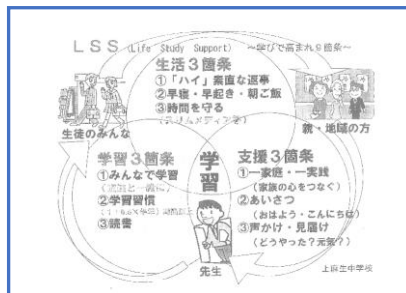 LSS (Life Study Support) ~学びで高まれ9箇条~
生活3箇条
①「ハイ」素直な返事
②早寝・早起き・朝ご飯
③時間を守る
生徒のみんな
親・地域の方
学習3箇条
①みんなで学習
②学習習慣
③読書
学習
支援3箇条
①一家庭・一実践
(家族の心をつなぐ)
②あいさつ
(おはよう・こんにちは)
③声かけ・見届け
(どうやった?元気?)
先生
上麻生中学校